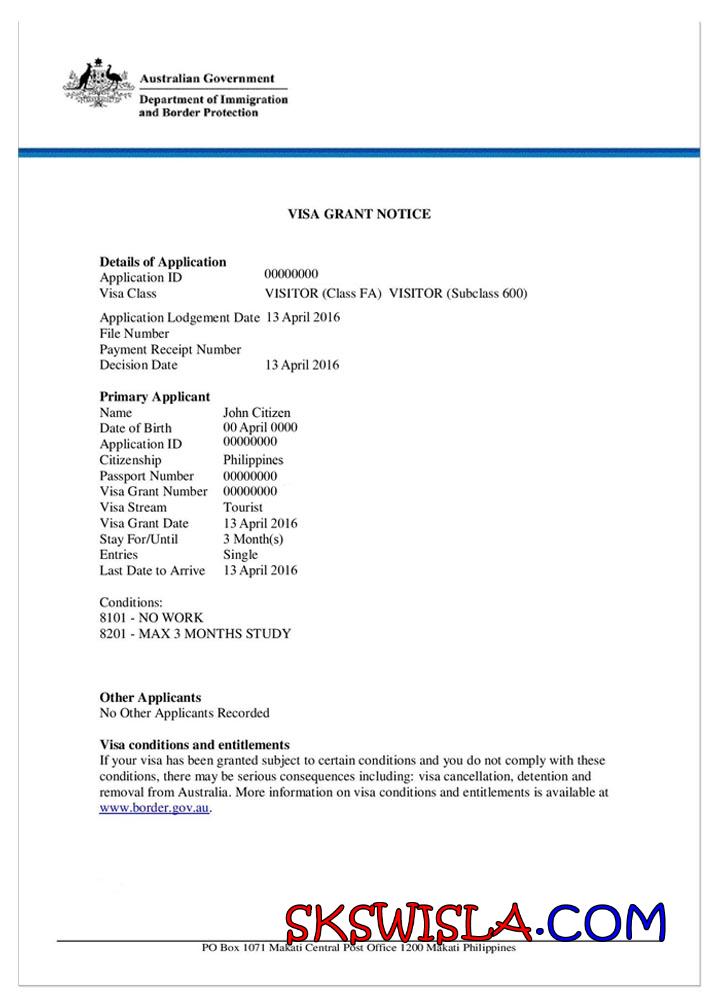 Australian Government
Department of Immigration
and Border Protection
VISA GRANT NOTICE
Details of Application
Application ID 00000000
Visa Class VISITOR (Class FA) VISITOR (Subclass 600)
Application Lodgement Date 13 April 2016
File Number
Payment Receipt Number
Decision Date 13 April 2016
Primary Applicant
Name John Citizen
Date of Birth 00 April 0000
Application ID 00000000
Citizenship Philippines
Passport Number 00000000
Visa Grant Number 00000000
Visa Stream Tourist
Visa Grant Date 13 April 2016
Stay For/Until 3 Month(s)
Entries Single
Last Date to Arrive 13 April 2016
Conditions:
8101 - NO WORK
8201 - MAX 3 MONTHS STUDY
Other Applicants
No Other Applicants Recorded
Visa conditions and entitlements
If your visa has been granted subject to certain conditions and you do not comply with these
conditions, there may be serious consequences including: visa cancellation, detention and
removal from Australia. More information on visa conditions and entitlements is available at
www.border.gov.au.
SKSWISLA.COM
PO Box 1071 Makati Central Post Office 1200 Makati Philippines